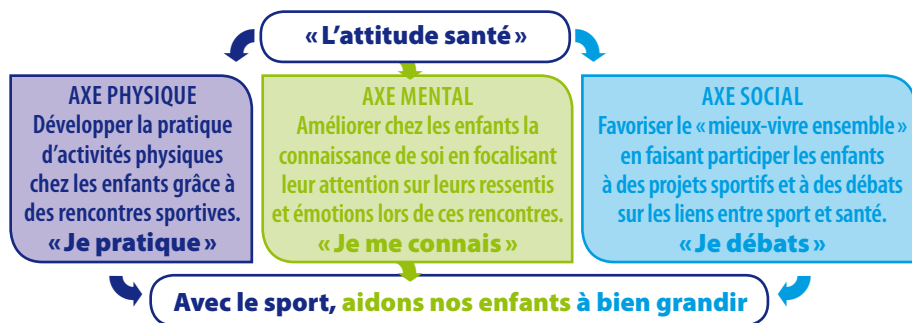 « L'attitude santé »
AXE PHYSIQUE
Développer la pratique
d'activités physiques
chez les enfants grâce à
des rencontres sportives.
« Je pratique »
AXE MENTAL
Améliorer chez les enfants la
connaissance de soi en focalisant
leur attention sur leurs ressentis
et émotions lors de ces rencontres.
« Je me connais »
AXE SOCIAL
Favoriser le « mieux-vivre ensemble »
en faisant participer les enfants
à des projets sportifs et à des débats
sur les liens entre sport et santé.
« Je débats »
Avec le sport, aidons nos enfants à bien grandir